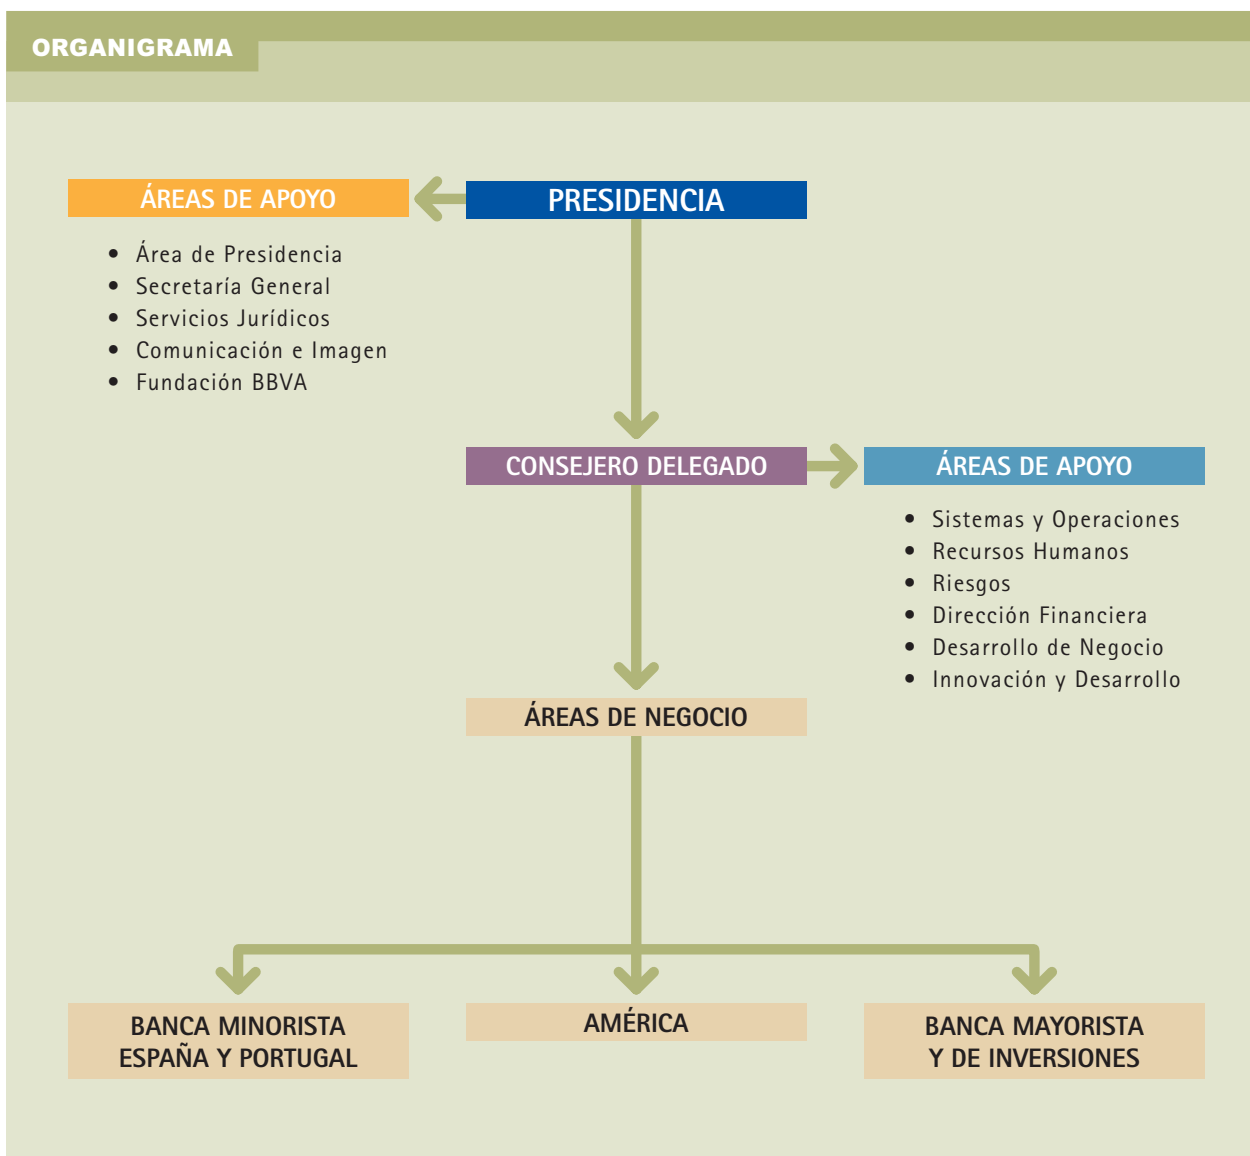 ORGANIGRAMA
ÁREAS DE APOYO
PRESIDENCIA
• Área de Presidencia
• Secretaría General
• Servicios Jurídicos
• Comunicación e Imagen
• Fundación BBVA
CONSEJERO DELEGADO
ÁREAS DE APOYO
• Sistemas y Operaciones
• Recursos Humanos
• Riesgos
• Dirección Financiera
• Desarrollo de Negocio
• Innovación y Desarrollo
ÁREAS DE NEGOCIO
BANCA MINORISTA
ESPAÑA Y PORTUGAL
AMÉRICA
BANCA MAYORISTA
Y DE INVERSIONES